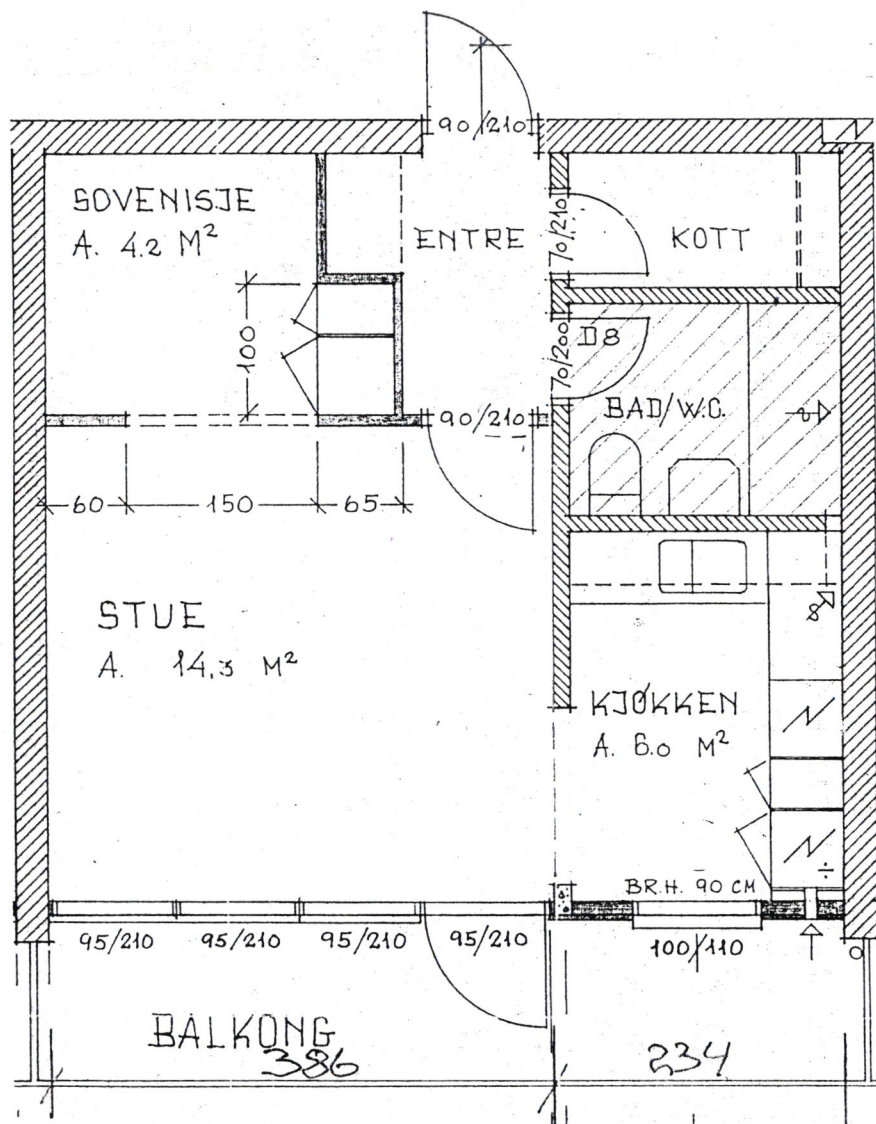 90/210
SOVENISJE
A. 4.2 M²
ENTRE
70/210
KOTT
100
70/200
D8
BAD/W.C.
90/210
60
150
65
STUE
A. 14,3 M²
KJØKKEN
A. 6.0 M²
BR.H. 90 CM
95/210
95/210
95/210
95/210
100/110
BALKONG
386
234